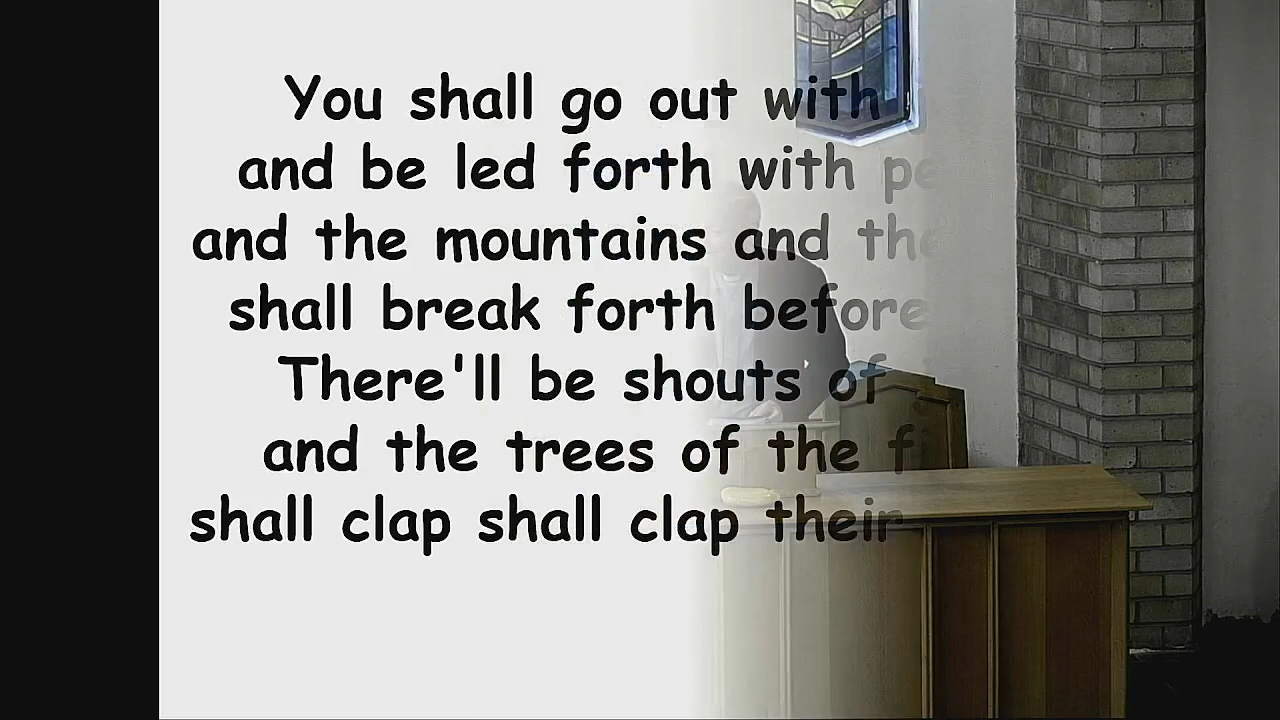 You shall go out with
and be led forth with pe
and the mountains and the
shall break forth before
There'll be shouts of
and the trees of the f
shall clap shall clap their